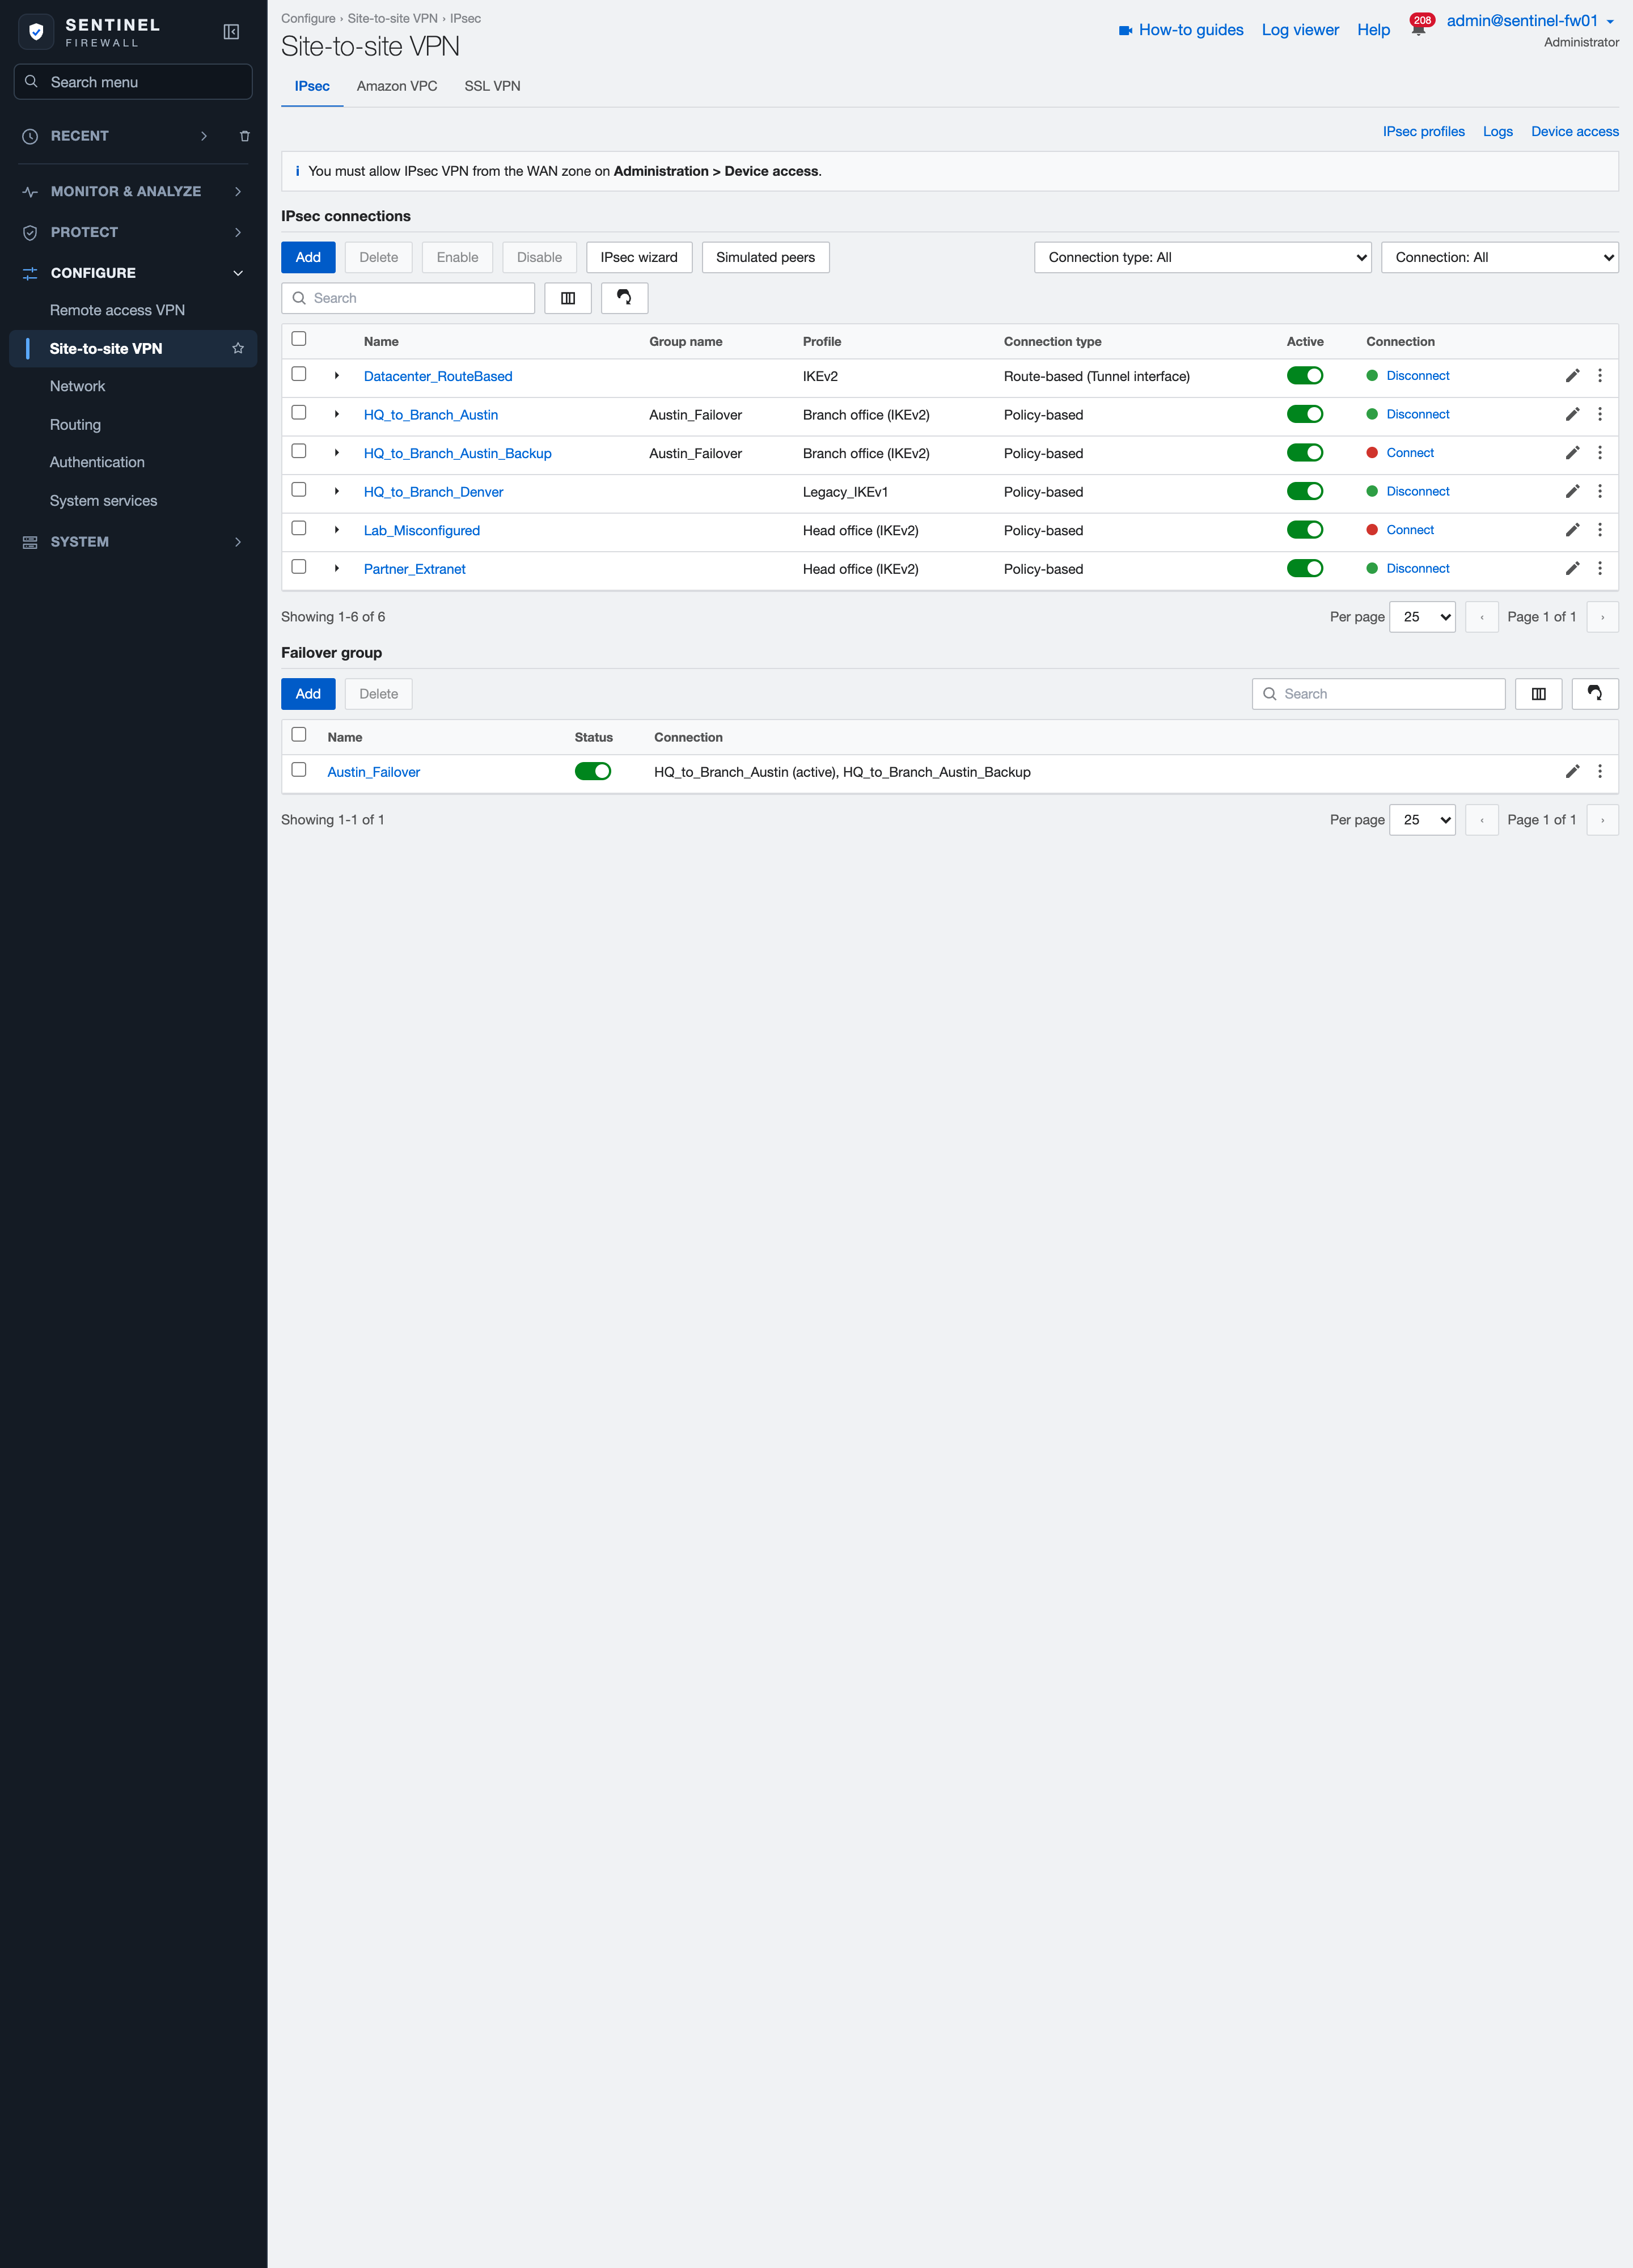 SENTINEL
FIREWALL
Search menu
RECENT
MONITOR & ANALYZE
PROTECT
CONFIGURE
Remote access VPN
Site-to-site VPN
Network
Routing
Authentication
System services
SYSTEM
Configure › Site-to-site VPN › IPsec
Site-to-site VPN
How-to guides Log viewer Help 208 admin@sentinel-fw01
Administrator
IPsec Amazon VPC SSL VPN
IPsec profiles Logs Device access
You must allow IPsec VPN from the WAN zone on Administration > Device access.
IPsec connections
Add Delete Enable Disable IPsec wizard Simulated peers Connection type: All Connection: All
Search
Name Group name Profile Connection type Active Connection
Datacenter_RouteBased IKEv2 Route-based (Tunnel interface) Disconnect
HQ_to_Branch_Austin Austin_Failover Branch office (IKEv2) Policy-based Disconnect
HQ_to_Branch_Austin_Backup Austin_Failover Branch office (IKEv2) Policy-based Connect
HQ_to_Branch_Denver Legacy_IKEv1 Policy-based Disconnect
Lab_Misconfigured Head office (IKEv2) Policy-based Connect
Partner_Extranet Head office (IKEv2) Policy-based Disconnect
Showing 1-6 of 6 Per page 25 ‹ Page 1 of 1 ›
Failover group
Add Delete Search
Name Status Connection
Austin_Failover HQ_to_Branch_Austin (active), HQ_to_Branch_Austin_Backup
Showing 1-1 of 1 Per page 25 ‹ Page 1 of 1 ›